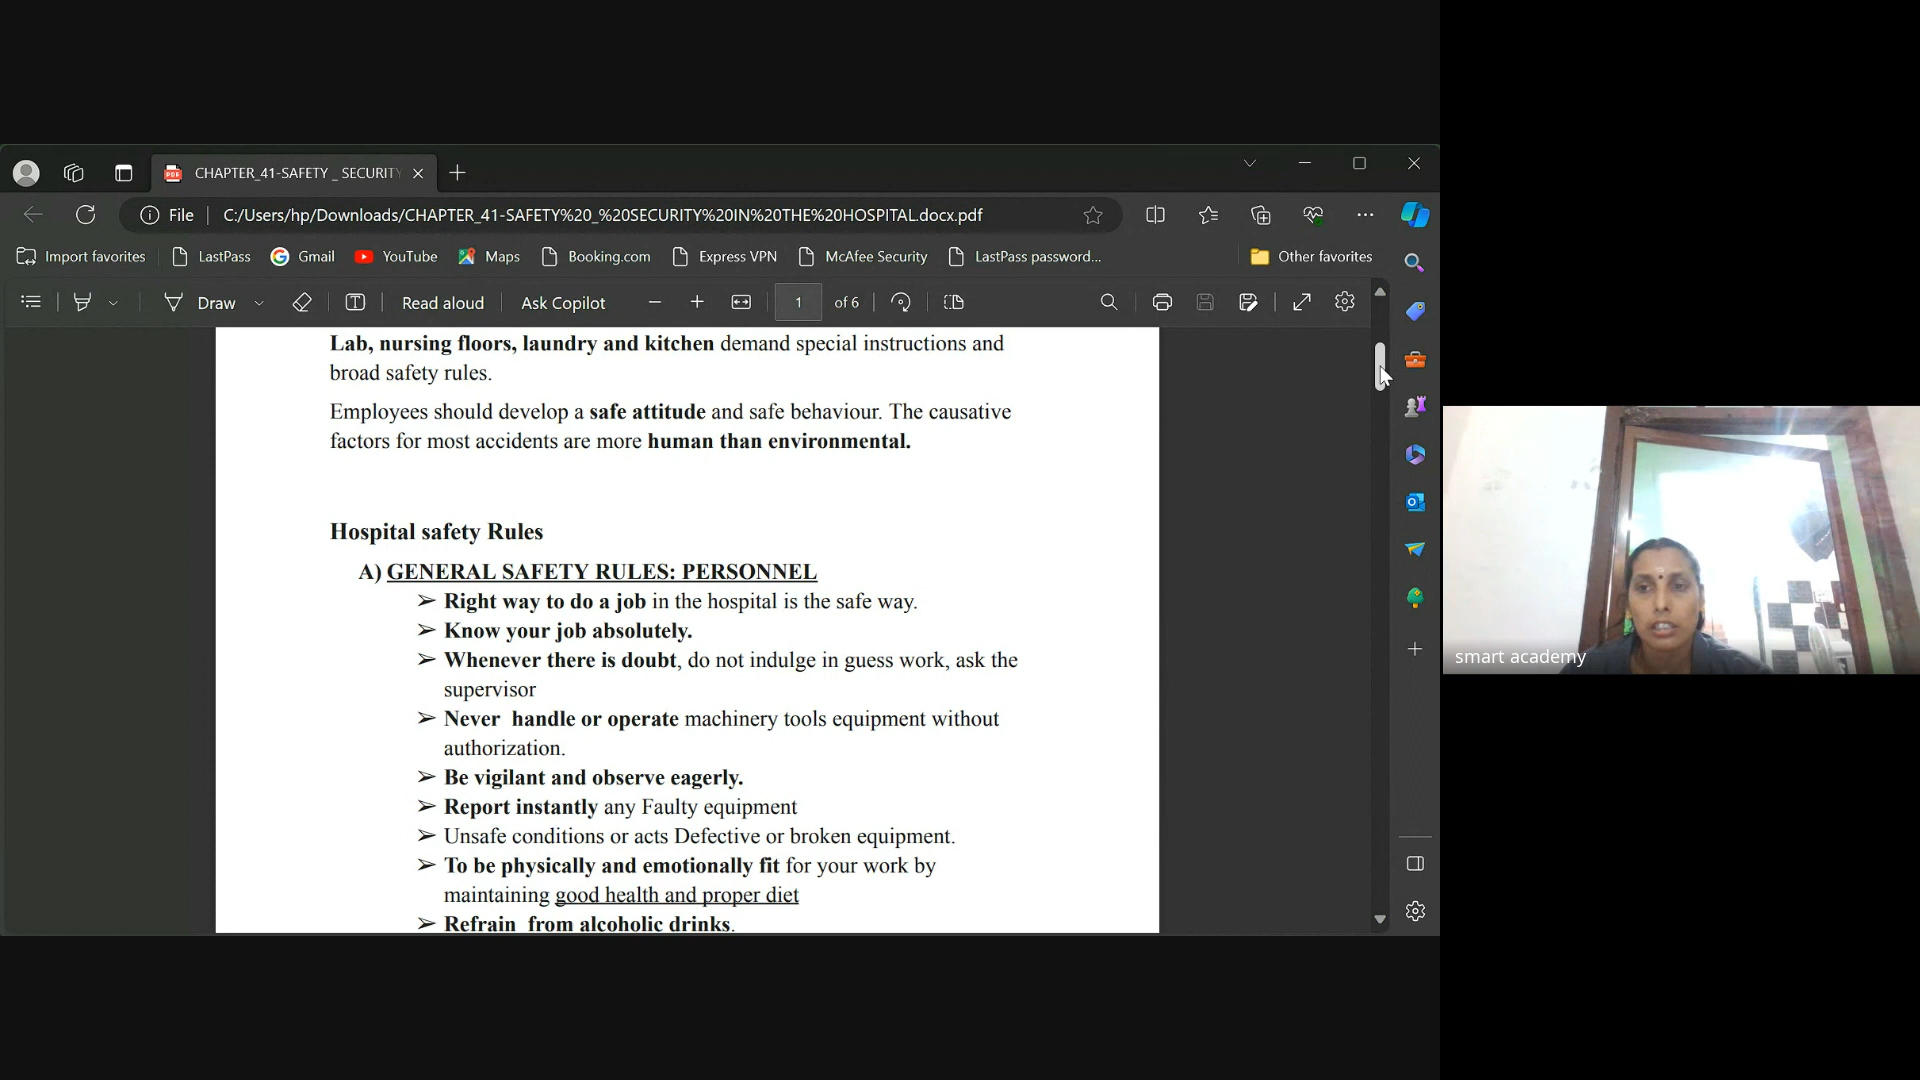 CHAPTER_41-SAFETY _ SECURITY
File
C:/Users/hp/Downloads/CHAPTER_41-SAFETY%20_%20SECURITY%20IN%20THE%20HOSPITAL.docx.pdf
Import favorites LastPass Gmail YouTube Maps Booking.com Express VPN McAfee Security LastPass password... Other favorites
Draw Read aloud Ask Copilot 1 of 6
Lab, nursing floors, laundry and kitchen demand special instructions and
broad safety rules.
Employees should develop a safe attitude and safe behaviour. The causative
factors for most accidents are more human than environmental.
Hospital safety Rules
A) GENERAL SAFETY RULES: PERSONNEL
➢ Right way to do a job in the hospital is the safe way.
➢ Know your job absolutely.
➢ Whenever there is doubt, do not indulge in guess work, ask the
supervisor
➢ Never handle or operate machinery tools equipment without
authorization.
➢ Be vigilant and observe eagerly.
➢ Report instantly any Faulty equipment
➢ Unsafe conditions or acts Defective or broken equipment.
➢ To be physically and emotionally fit for your work by
maintaining good health and proper diet
➢ Refrain from alcoholic drinks.
smart academy